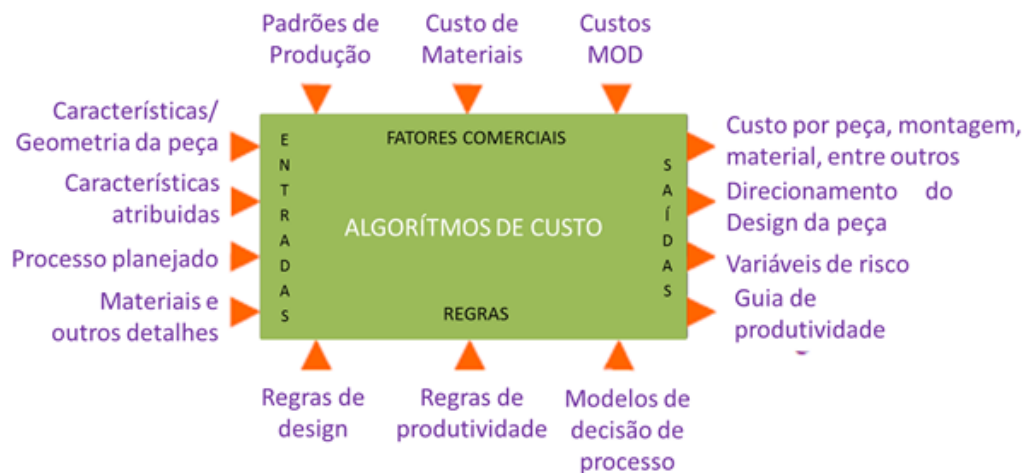 Padrões de
Produção
Custo de
Materiais
Custos
MOD
Características/
Geometria da peça
Características
atribuidas
Processo planejado
Materiais e
outros detalhes
ENTRADAS
FATORES COMERCIAIS
ALGORÍTMOS DE CUSTO
REGRAS
SAÍDAS
Custo por peça, montagem,
material, entre outros
Direcionamento do
Design da peça
Variáveis de risco
Guia de
produtividade
Regras de
design
Regras de
produtividade
Modelos de
decisão de
processo